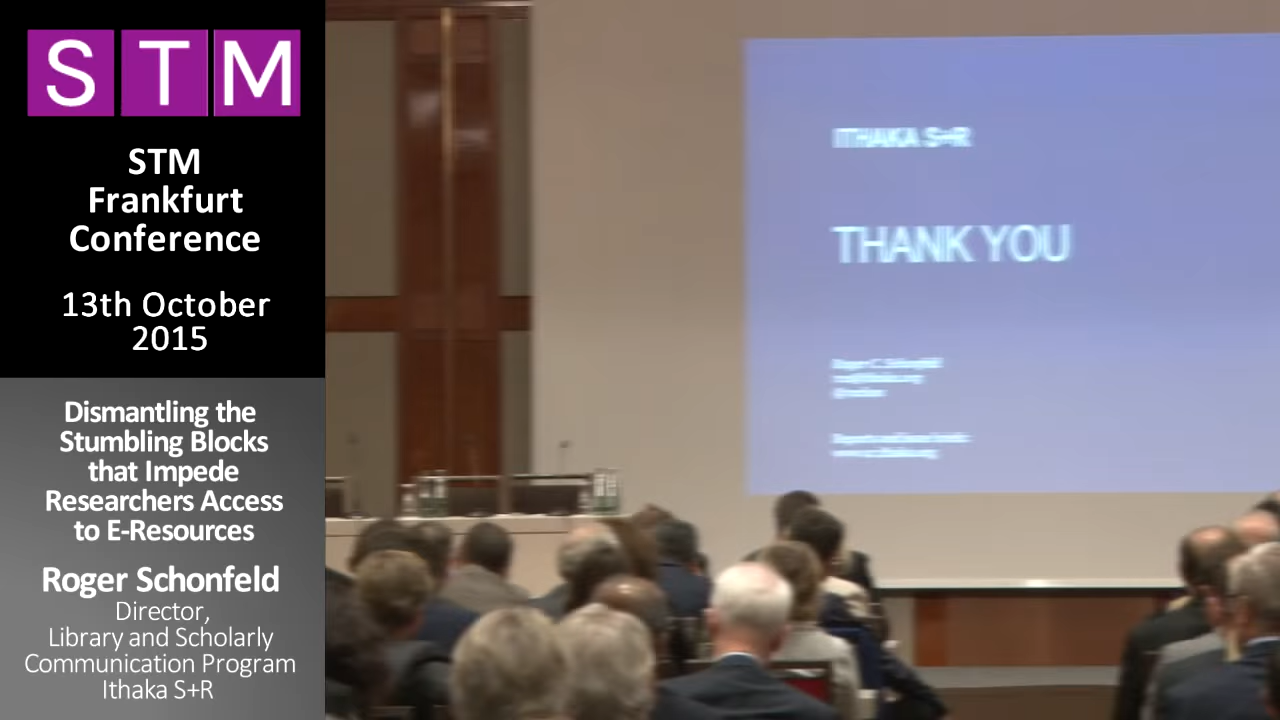 STM
STM
Frankfurt
Conference
13th October
2015
Dismantling the
Stumbling Blocks
that Impede
Researchers Access
to E-Resources
Roger Schonfeld
Director,
Library and Scholarly
Communication Program
Ithaka S+R
ITHAKA S+R
THANK YOU